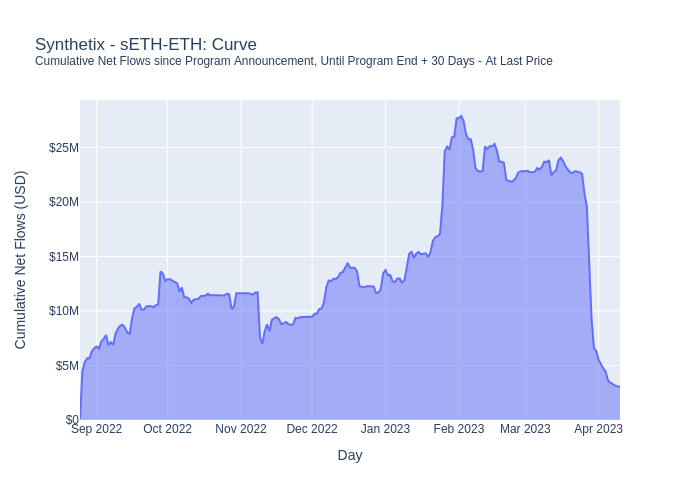 Synthetix - sETH-ETH: Curve
Cumulative Net Flows since Program Announcement, Until Program End + 30 Days - At Last Price
Cumulative Net Flows (USD)
$25M
$20M
$15M
$10M
$5M
$0
Sep 2022
Oct 2022
Nov 2022
Dec 2022
Jan 2023
Feb 2023
Mar 2023
Apr 2023
Day